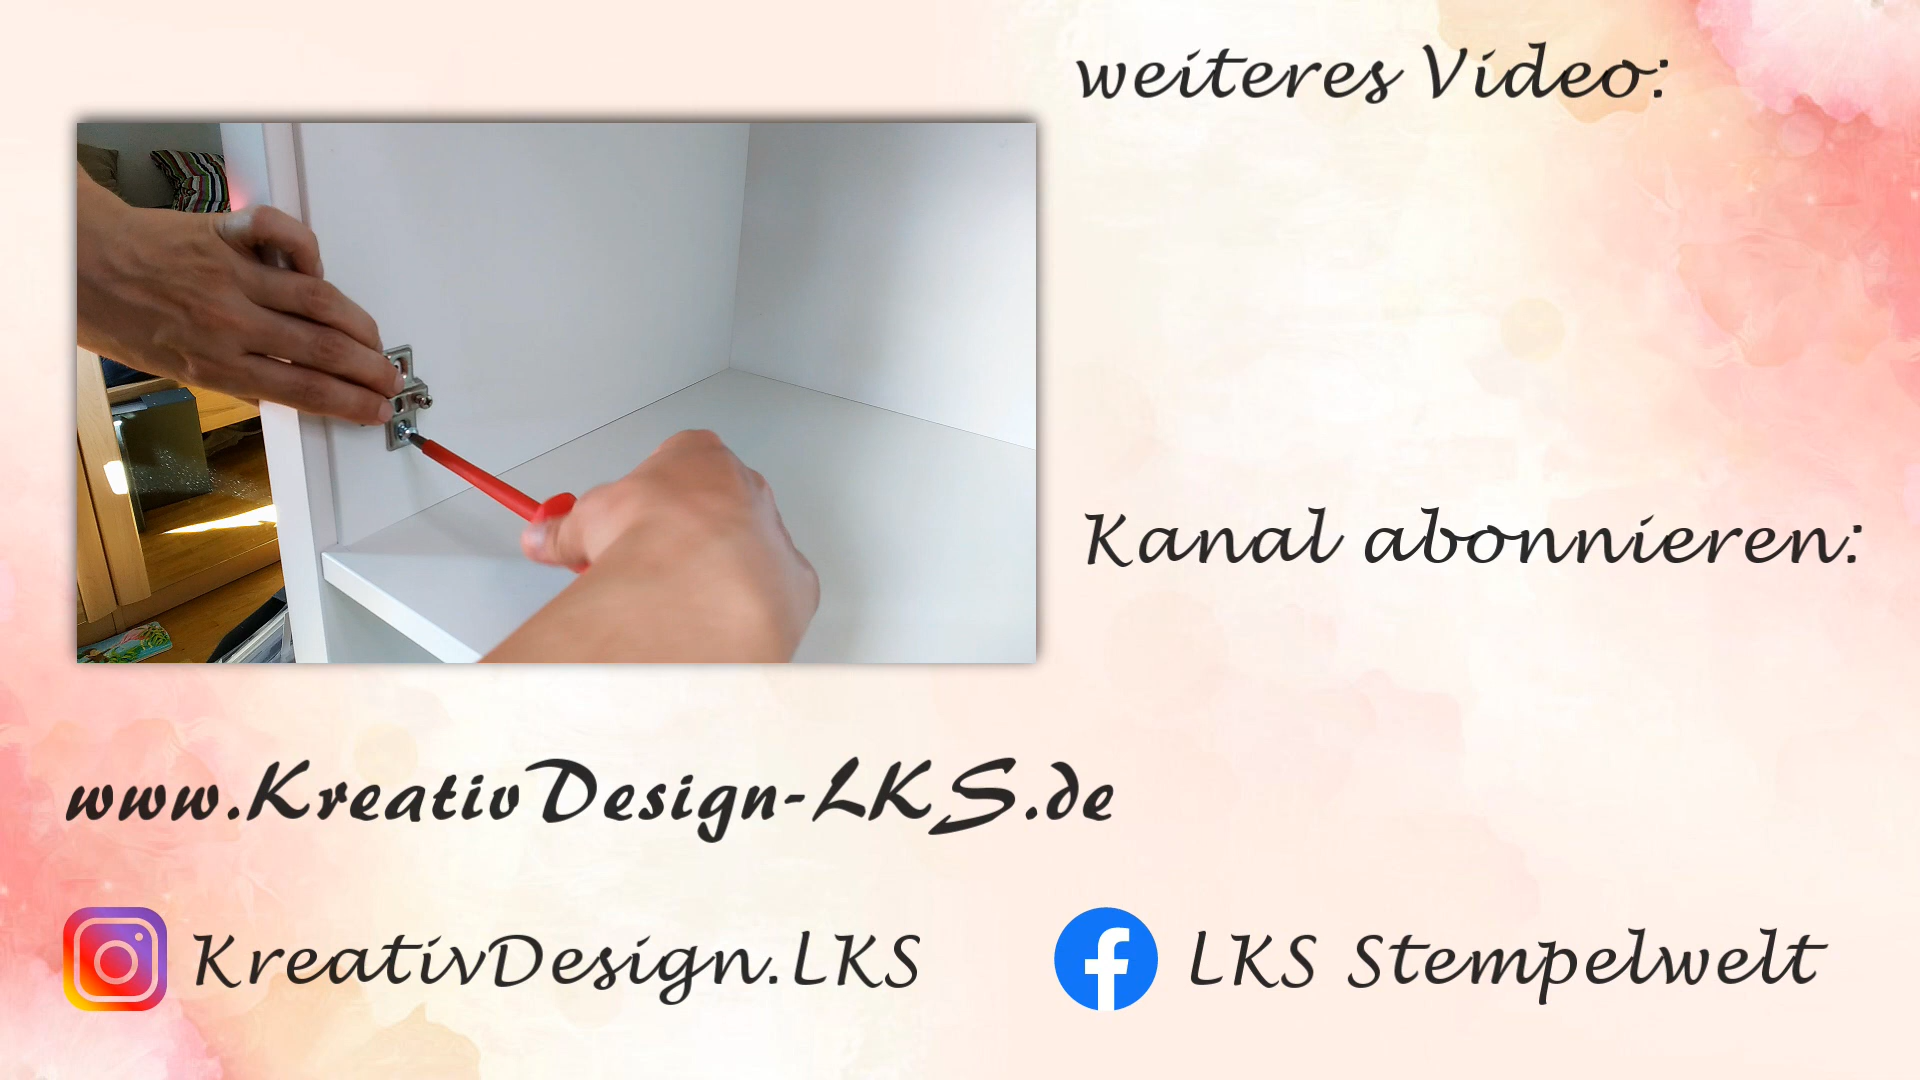 weiteres Video:
Kanal abonnieren:
www.KreativDesign-LKS.de
KreativDesign.LKS
LKS Stempelwelt